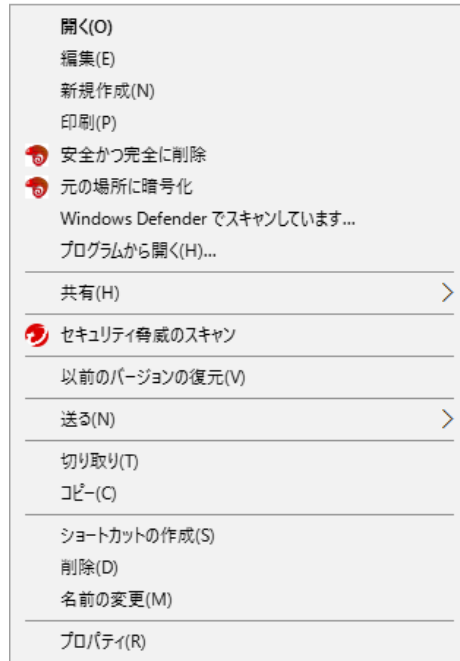 開く(O)
編集(E)
新規作成(N)
印刷(P)
安全かつ完全に削除
元の場所に暗号化
Windows Defender でスキャンしています...
プログラムから開く(H)...
共有(H)
セキュリティ脅威のスキャン
以前のバージョンの復元(V)
送る(N)
切り取り(T)
コピー(C)
ショートカットの作成(S)
削除(D)
名前の変更(M)
プロパティ(R)